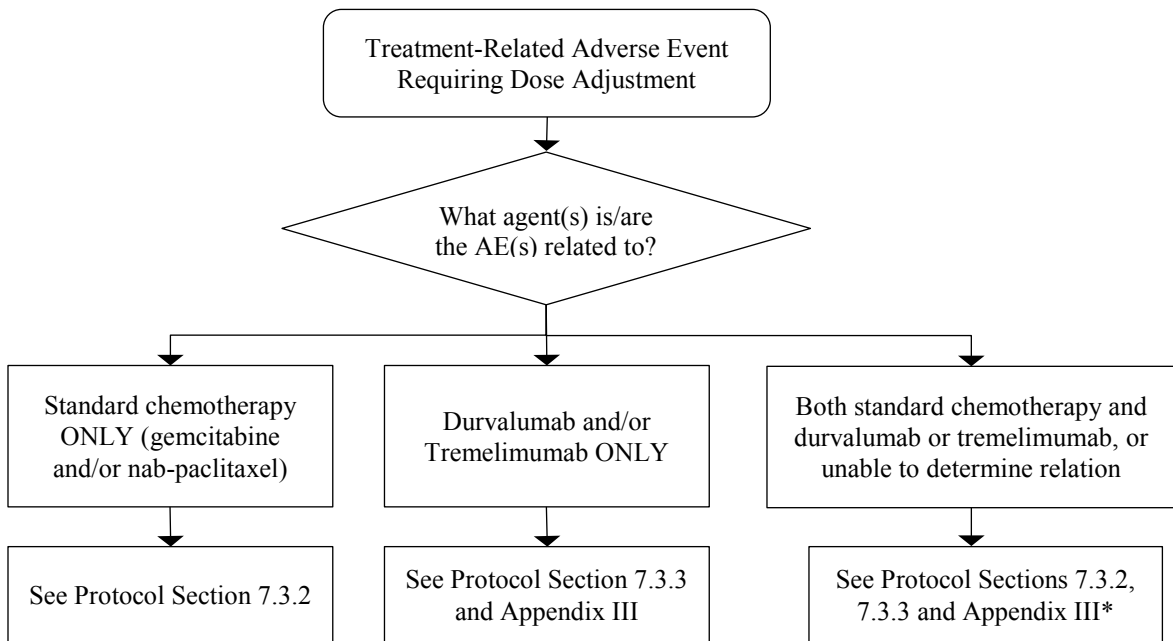 Treatment-Related Adverse Event
Requiring Dose Adjustment
What agent(s) is/are
the AE(s) related to?
Standard chemotherapy
ONLY (gemcitabine
and/or nab-paclitaxel)
Durvalumab and/or
Tremelimumab ONLY
Both standard chemotherapy and
durvalumab or tremelimumab, or
unable to determine relation
See Protocol Section 7.3.2
See Protocol Section 7.3.3
and Appendix III
See Protocol Sections 7.3.2,
7.3.3 and Appendix III*